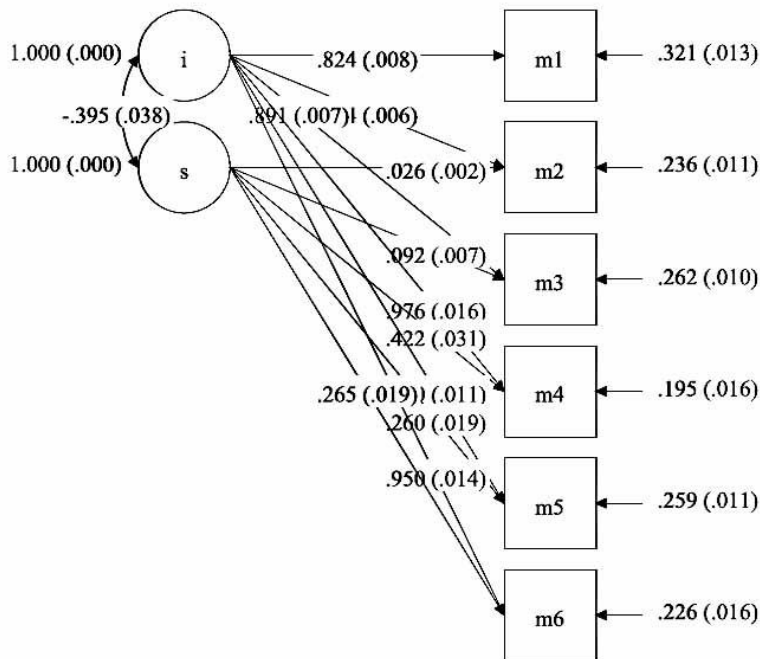 1.000 (.000)
i
.824 (.008)
m1
.321 (.013)
-.395 (.038)
.891 (.007)
(.006)
1.000 (.000)
s
.026 (.002)
m2
.236 (.011)
.092 (.007)
m3
.262 (.010)
.976 (.016)
.422 (.031)
m4
.195 (.016)
.265 (.019)
(.011)
.260 (.019)
.950 (.014)
m5
.259 (.011)
m6
.226 (.016)